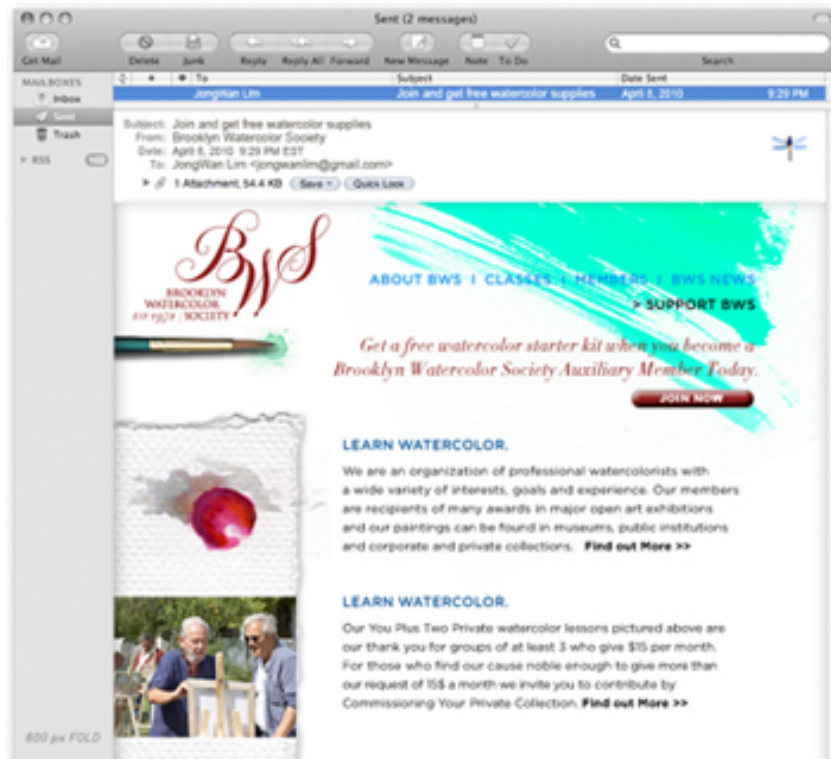 Sent (2 messages)
Get Mail Delete Junk Reply Reply All Forward New Message Note To Do Search
MAILBOXES
Inbox
Sent
Trash
RSS
To Subject Date Sent
JongWan Lim Join and get free watercolor supplies April 8, 2010 9:29 PM
Subject: Join and get free watercolor supplies
From: Brooklyn Watercolor Society
Date: April 8, 2010 9:29 PM EST
To: JongWan Lim <jongwanlim@gmail.com>
1 Attachment, 54.4 KB Save Quick Look
BWS
BROOKLYN
WATERCOLOR
SOCIETY
ABOUT BWS | CLASSES | MEMBERS | BWS NEWS
> SUPPORT BWS
Get a free watercolor starter kit when you become a
Brooklyn Watercolor Society Auxiliary Member Today.
JOIN NOW
LEARN WATERCOLOR.
We are an organization of professional watercolorists with
a wide variety of interests, goals and experience. Our members
are recipients of many awards in major open art exhibitions
and our paintings can be found in museums, public institutions
and corporate and private collections. Find out More >>
LEARN WATERCOLOR.
Our You Plus Two Private watercolor lessons pictured above are
our thank you for groups of at least 3 who give $15 per month.
For those who find our cause noble enough to give more than
our request of 15$ a month we invite you to contribute by
Commissioning Your Private Collection. Find out More >>
800 px FOLD